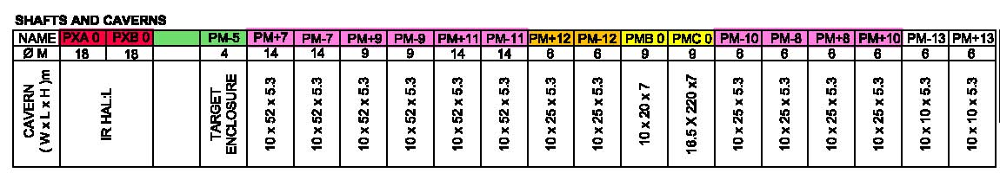 SHAFTS AND CAVERNS
NAME PXA 0 PXB 0 PM-5 PM+7 PM-7 PM+9 PM-9 PM+11 PM-11 PM+12 PM-12 PMB 0 PMC 0 PM-10 PM-8 PM+8 PM+10 PM-13 PM+13
Ø M 18 18 4 14 14 9 9 14 14 6 6 9 9 6 6 6 6 6 6
CAVERN
( W x L x H )m
IR HALL
TARGET
ENCLOSURE
10 x 52 x 5.3
10 x 52 x 5.3
10 x 52 x 5.3
10 x 52 x 5.3
10 x 52 x 5.3
10 x 52 x 5.3
10 x 25 x 5.3
10 x 25 x 5.3
10 x 20 x 7
16.5 X 220 x7
10 x 25 x 5.3
10 x 25 x 5.3
10 x 25 x 5.3
10 x 25 x 5.3
10 x 10 x 5.3
10 x 10 x 5.3